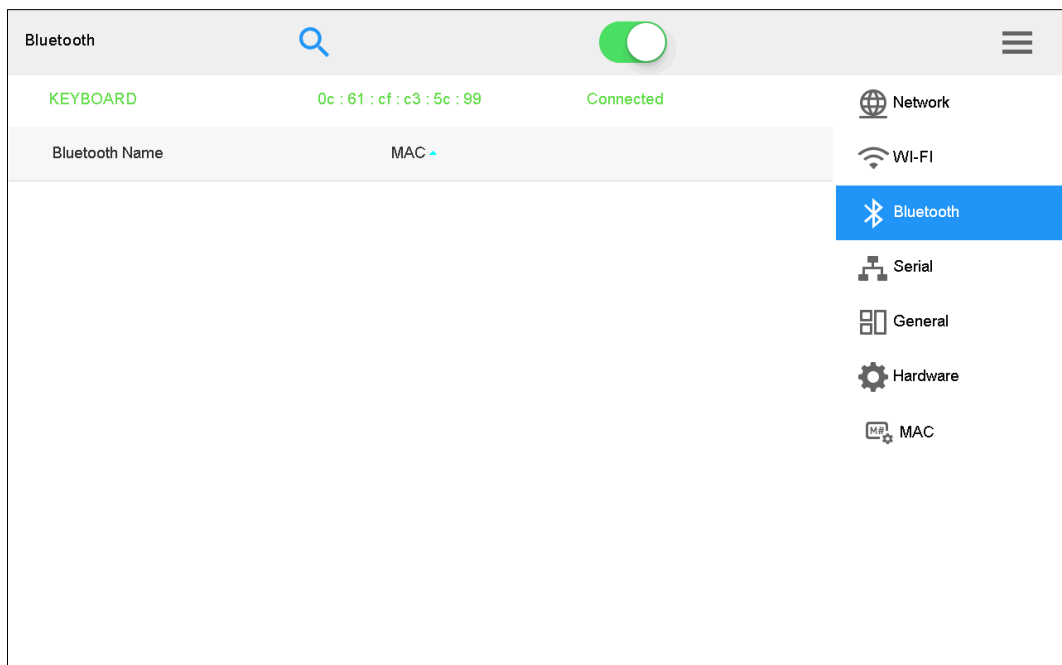 Bluetooth
KEYBOARD 0c : 61 : cf : c3 : 5c : 99 Connected
Bluetooth Name MAC
Network
WI-FI
Bluetooth
Serial
General
Hardware
M# MAC